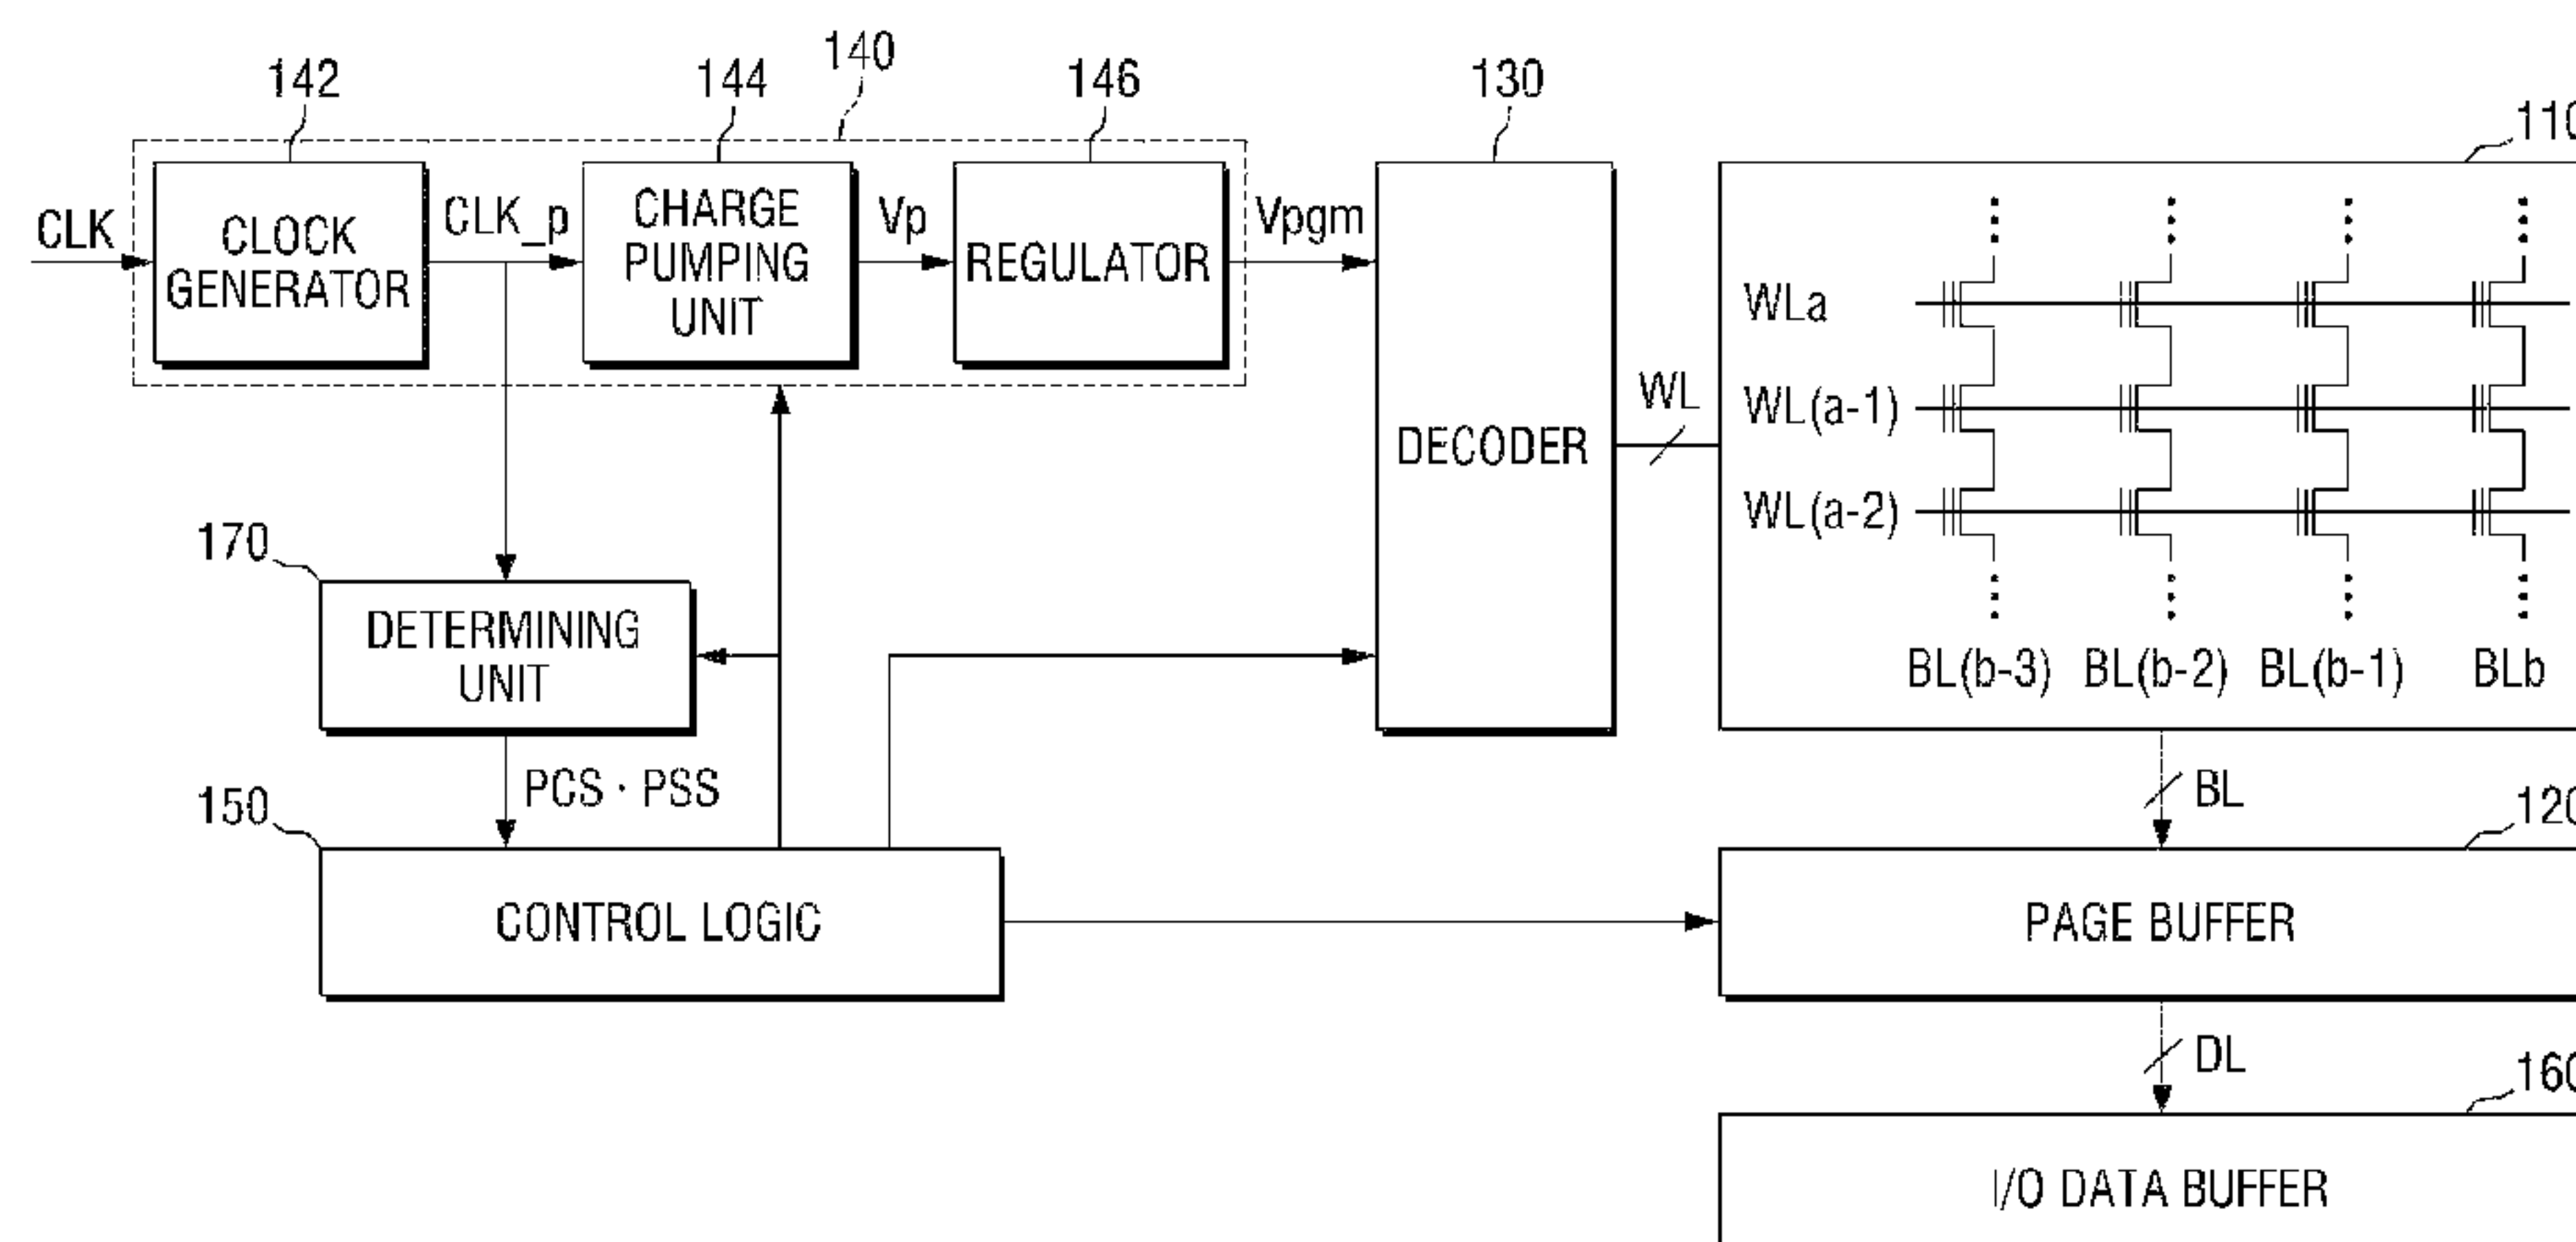 140
142
144
146
130
110
CLK
CLOCK
GENERATOR
CLK_p
CHARGE
PUMPING
UNIT
Vp
REGULATOR
Vpgm
DECODER
WL
WLa
WL(a-1)
WL(a-2)
BL(b-3) BL(b-2) BL(b-1) BLb
170
DETERMINING
UNIT
PCS · PSS
BL
150
120
CONTROL LOGIC
PAGE BUFFER
DL
160
I/O DATA BUFFER